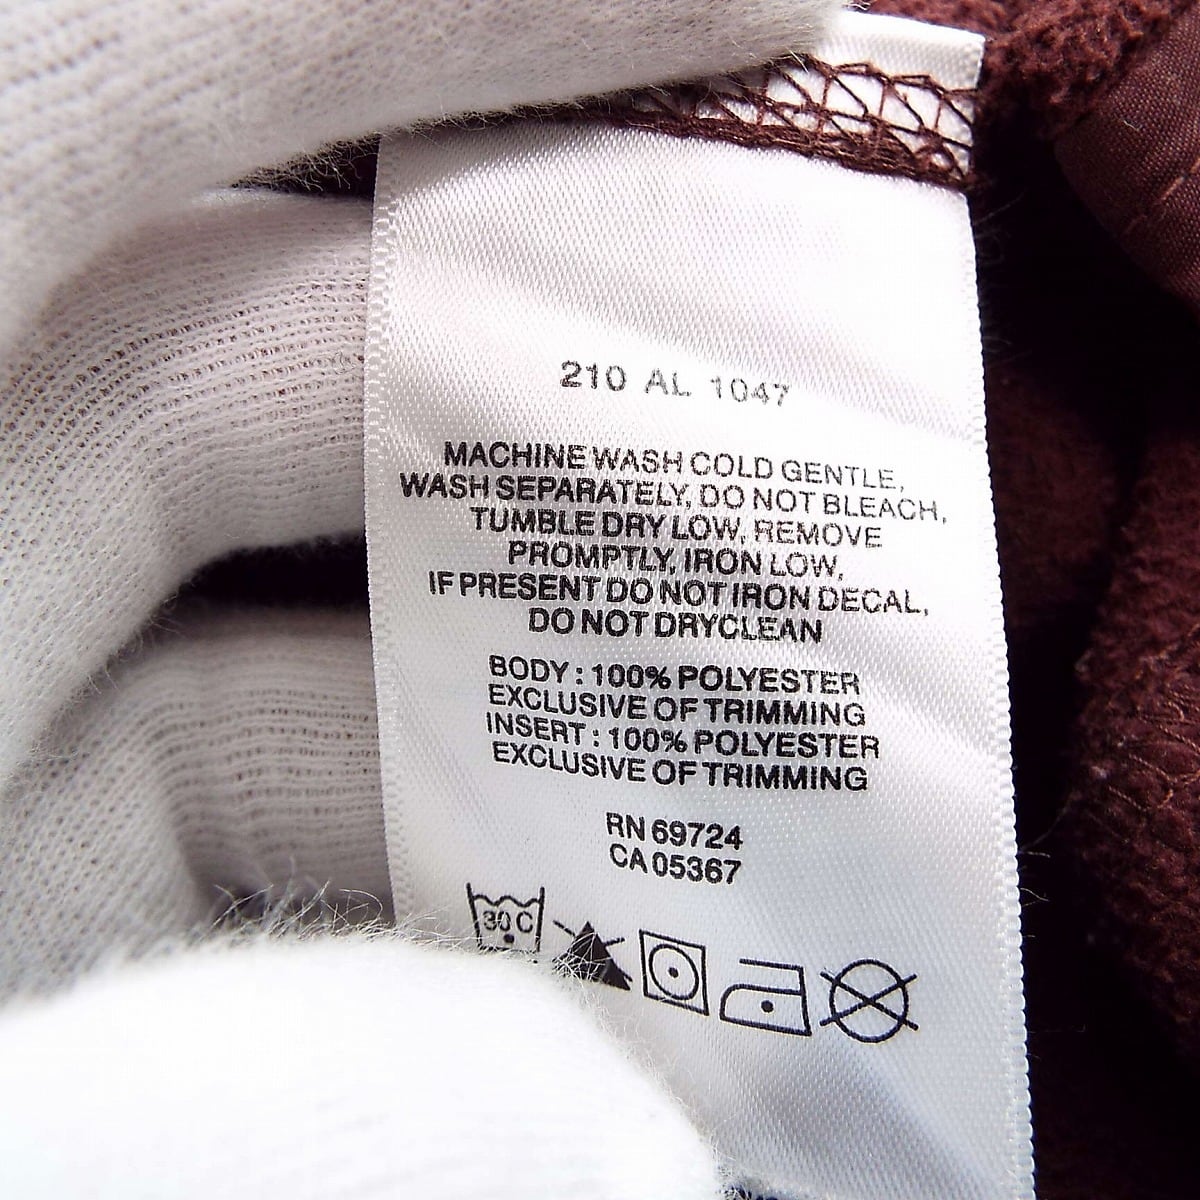 210 AL 1047
MACHINE WASH COLD GENTLE,
WASH SEPARATELY, DO NOT BLEACH,
TUMBLE DRY LOW, REMOVE
PROMPTLY, IRON LOW,
IF PRESENT DO NOT IRON DECAL,
DO NOT DRYCLEAN
BODY : 100% POLYESTER
EXCLUSIVE OF TRIMMING
INSERT : 100% POLYESTER
EXCLUSIVE OF TRIMMING
RN 69724
CA 05367
30 C